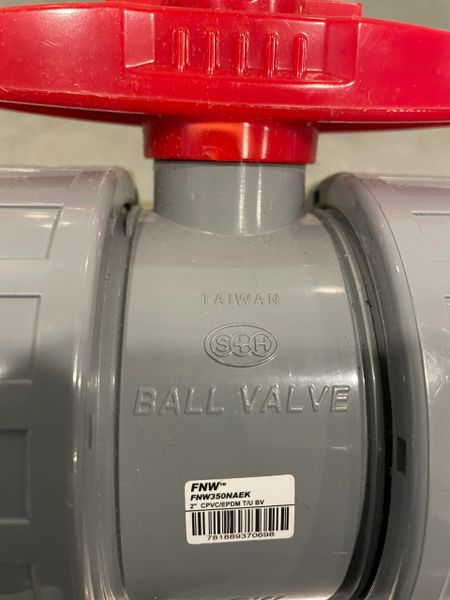 TAIWAN
S H
BALL VALVE
FNW™
FNW350NAEK
2" CPVC/EPDM T/U BV
781889370698